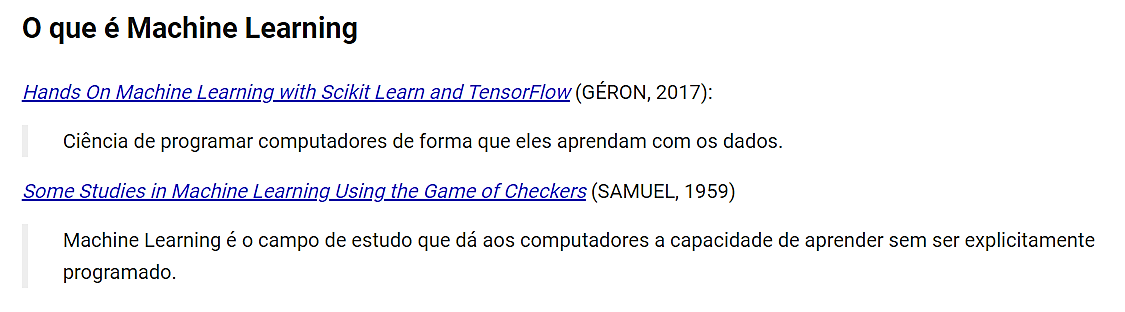 O que é Machine Learning
Hands On Machine Learning with Scikit Learn and TensorFlow (GÉRON, 2017):
Ciência de programar computadores de forma que eles aprendam com os dados.
Some Studies in Machine Learning Using the Game of Checkers (SAMUEL, 1959)
Machine Learning é o campo de estudo que dá aos computadores a capacidade de aprender sem ser explicitamente
programado.